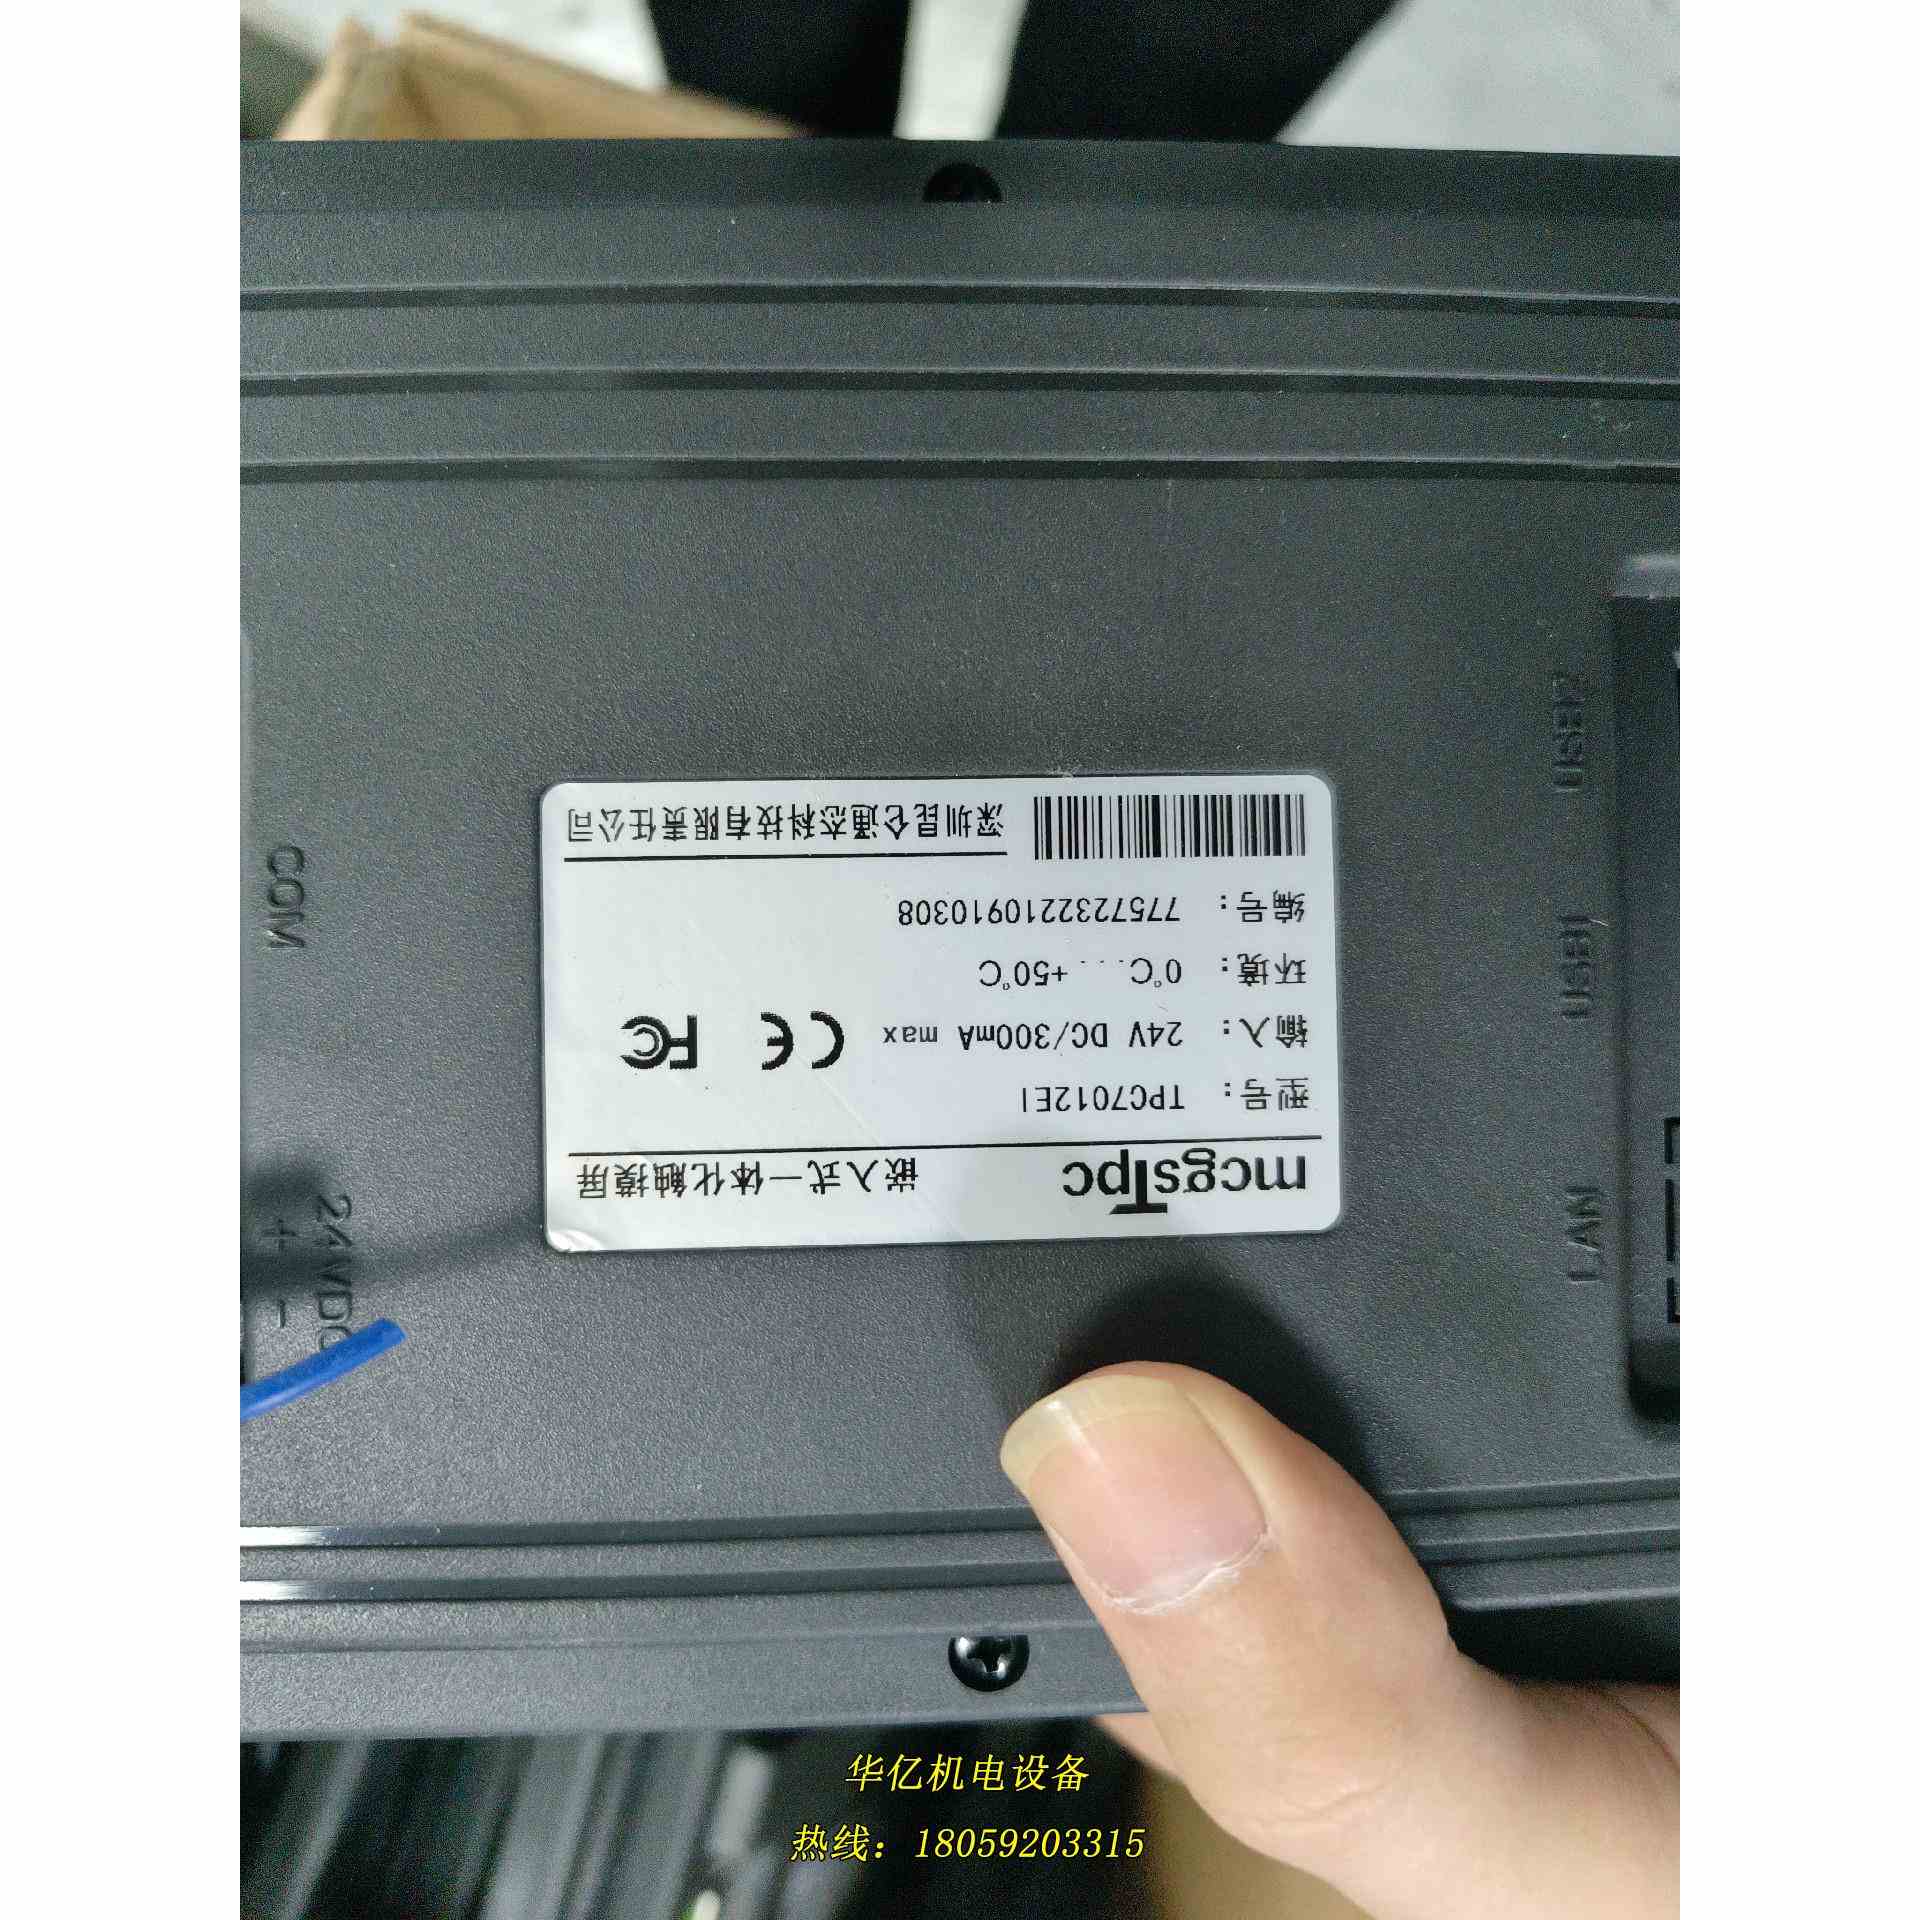 mcgsTpc 嵌入式一体化触摸屏
型号: TPC7012EI
输入: 24V DC/300mA max
环境: 0℃...+50℃
编号: 7757232210910308
深圳昆仑通态科技有限责任公司
CE FC
COM
24VDC
+ -
USB2
USB1
LAN
华亿机电设备
热线：18059203315